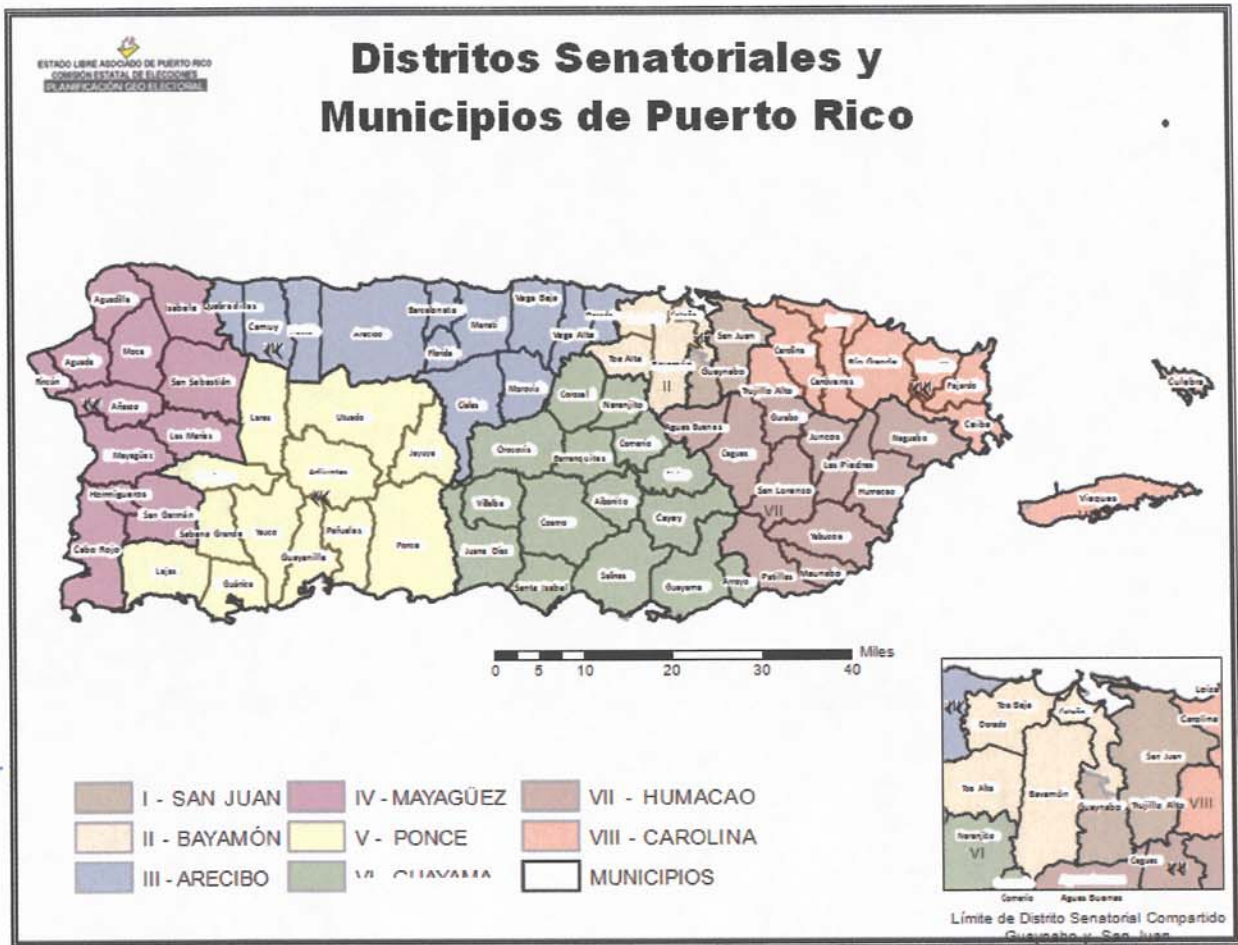 ESTADO LIBRE ASOCIADO DE PUERTO RICO
COMISIÓN ESTATAL DE ELECCIONES
PLANIFICACIÓN GEO ELECTORAL
Distritos Senatoriales y
Municipios de Puerto Rico
Aguadilla
Isabela
Quebradillas
Camuy
Arecibo
Barceloneta
Manatí
Vega Baja
Vega Alta
Florida
Morovis
Ciales
Toa Alta
II
San Juan
Guaynabo
Carolina
Trujillo Alto
Canóvanas
Río Grande
Fajardo
Ceiba
Culebra
Vieques
Aguada
Moca
Rincón
San Sebastián
Añasco
Las Marías
Mayagüez
Hormigueros
San Germán
Sabana Grande
Cabo Rojo
Lajas
Guánica
Yauco
Guayanilla
Peñuelas
Ponce
Lares
Utuado
Adjuntas
Jayuya
Corozal
Naranjito
Orocovis
Barranquitas
Comerío
Villalba
Coamo
Aibonito
Cayey
Juana Díaz
Santa Isabel
Salinas
Guayama
Arroyo
Aguas Buenas
Caguas
Gurabo
Juncos
Naguabo
Las Piedras
San Lorenzo
Humacao
VII
Yabucoa
Patillas
Maunabo
Miles
0 5 10 20 30 40
I - SAN JUAN
II - BAYAMÓN
III - ARECIBO
IV - MAYAGÜEZ
V - PONCE
VI - GUAYAMA
VII - HUMACAO
VIII - CAROLINA
MUNICIPIOS
Toa Baja
Cataño
Dorado
Loíza
Carolina
San Juan
Toa Alta
Bayamón
Guaynabo
Trujillo Alto
VIII
Naranjito
VI
Caguas
Comerío
Aguas Buenas
Límite de Distrito Senatorial Compartido
Guaynabo y San Juan